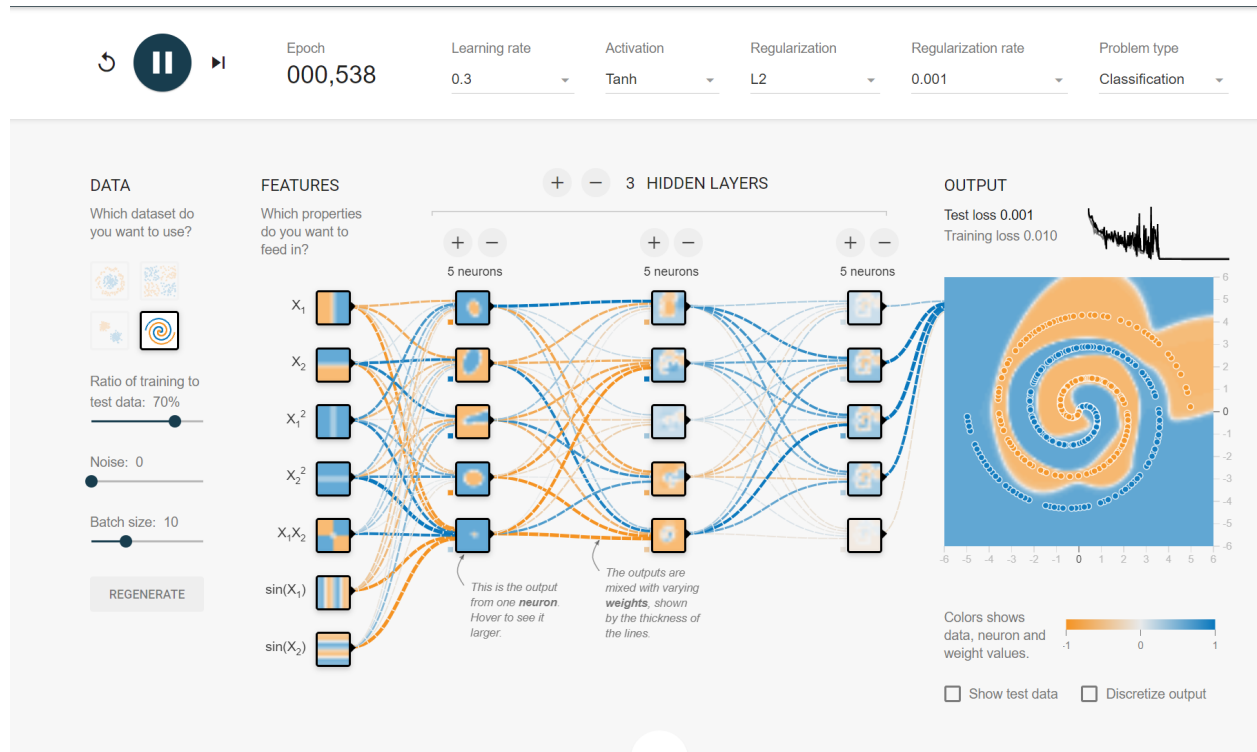 Epoch
000,538
Learning rate
0.3
Activation
Tanh
Regularization
L2
Regularization rate
0.001
Problem type
Classification
DATA
Which dataset do
you want to use?
Ratio of training to
test data: 70%
Noise: 0
Batch size: 10
REGENERATE
FEATURES
Which properties
do you want to
feed in?
X₁
X₂
X₁²
X₂²
X₁X₂
sin(X₁)
sin(X₂)
+ − 3 HIDDEN LAYERS
+ −
5 neurons
+ −
5 neurons
+ −
5 neurons
This is the output
from one neuron.
Hover to see it
larger.
The outputs are
mixed with varying
weights, shown
by the thickness of
the lines.
OUTPUT
Test loss 0.001
Training loss 0.010
6
5
4
3
2
1
0
-1
-2
-3
-4
-5
-6
-6 -5 -4 -3 -2 -1 0 1 2 3 4 5 6
Colors shows
data, neuron and
weight values.
-1 0 1
Show test data
Discretize output